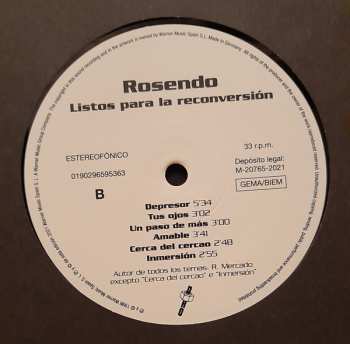 Rosendo
Listos para la reconversión
ESTEREOFÓNICO
33 r.p.m.
0190296595363
Depósito legal:
M-20765-2021
B
GEMA/BIEM
Depresor 5'34
Tus ojos 3'02
Un paso de más 3'00
Amable 3'41
Cerca del cercao 2'48
Inmersión 2'55
Autor de todos los temas: R. Mercado
excepto "Cerca del cercao" e "Inmersión"